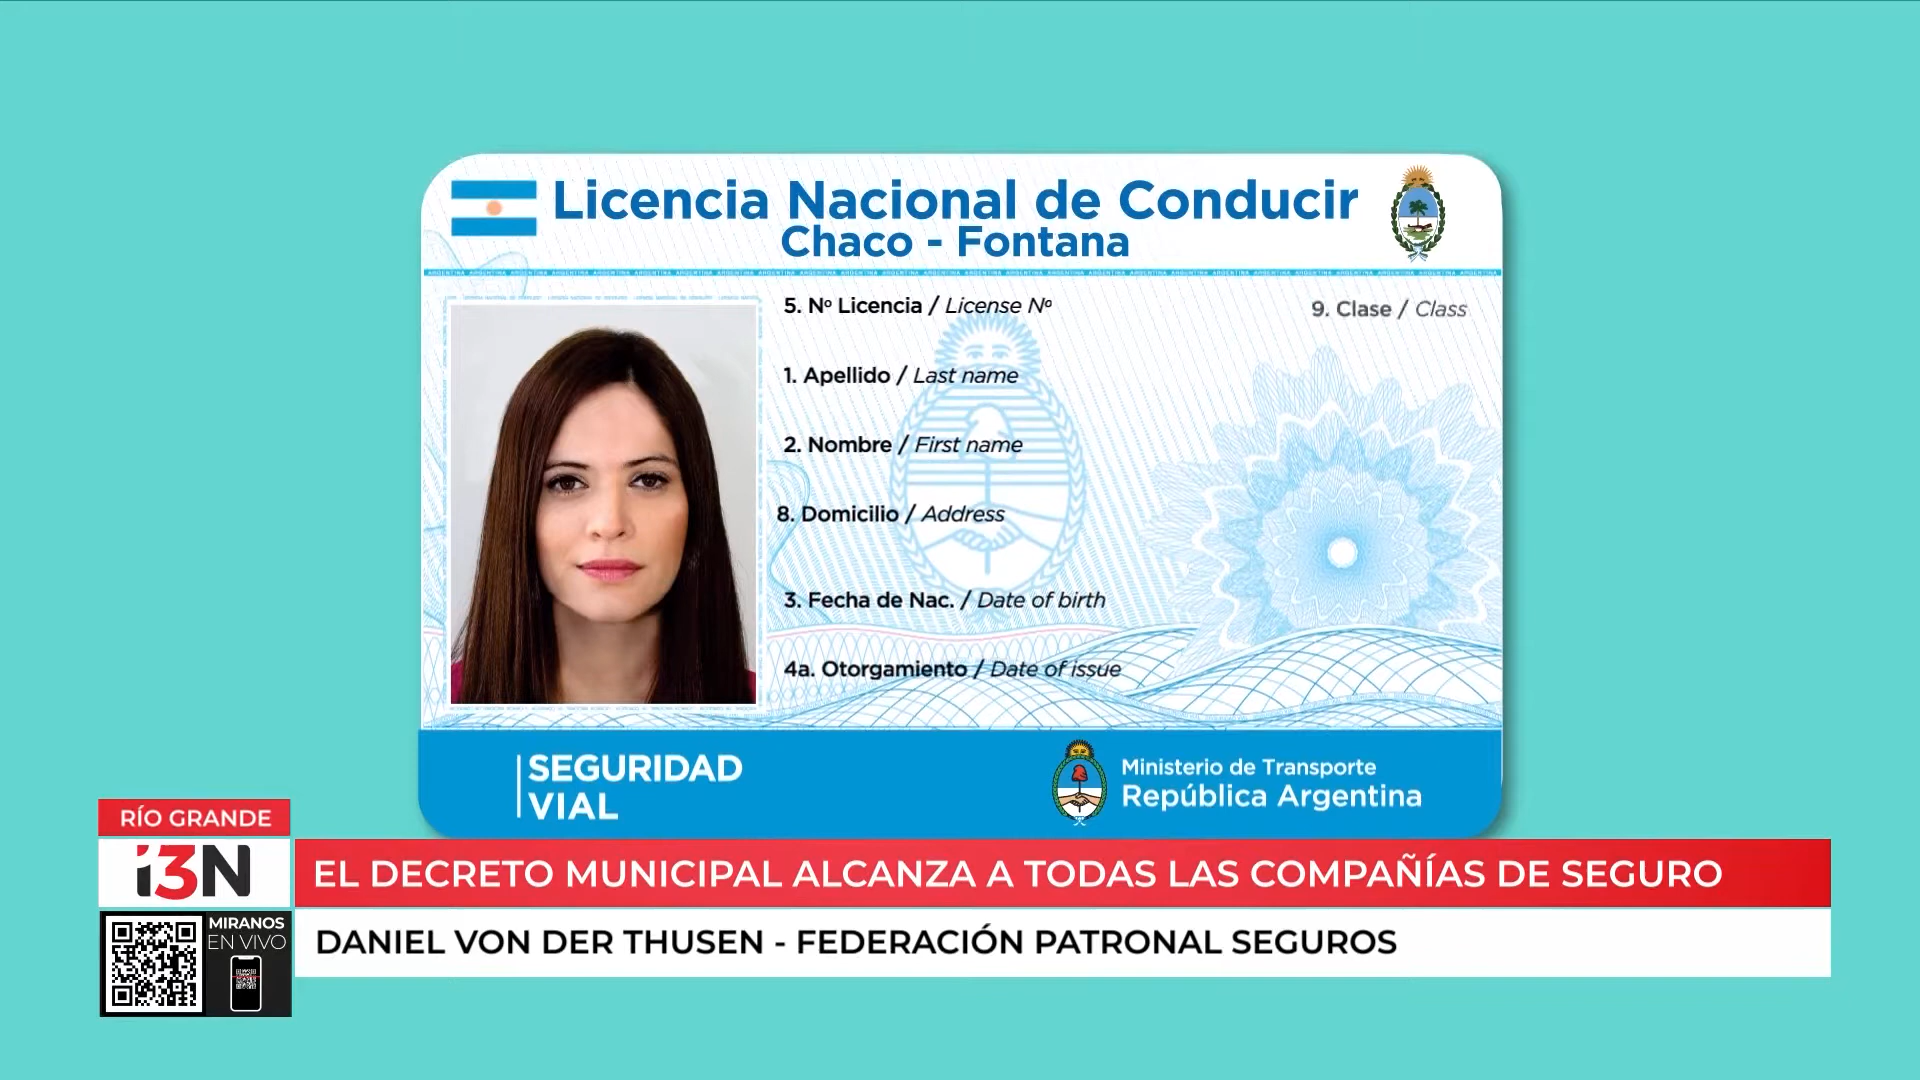 Licencia Nacional de Conducir
Chaco - Fontana
5. Nº Licencia / License Nº
9. Clase / Class
1. Apellido / Last name
2. Nombre / First name
8. Domicilio / Address
3. Fecha de Nac. / Date of birth
4a. Otorgamiento / Date of issue
SEGURIDAD
VIAL
Ministerio de Transporte
República Argentina
RÍO GRANDE
i3N
EL DECRETO MUNICIPAL ALCANZA A TODAS LAS COMPAÑÍAS DE SEGURO
MIRANOS
EN VIVO
DANIEL VON DER THUSEN - FEDERACIÓN PATRONAL SEGUROS